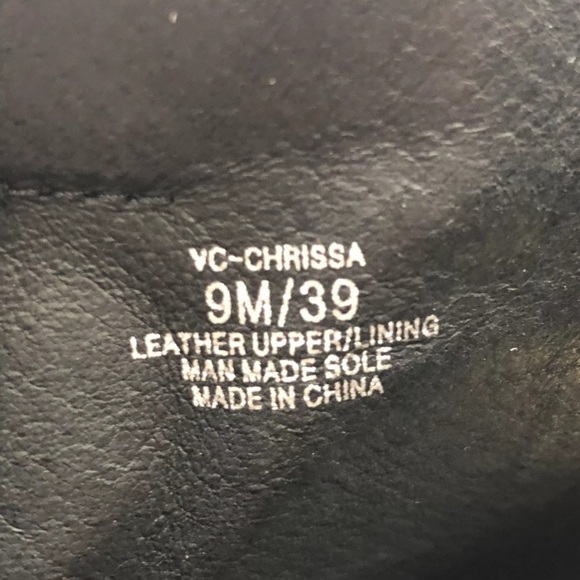 VC-CHRISSA
9M/39
LEATHER UPPER/LINING
MAN MADE SOLE
MADE IN CHINA